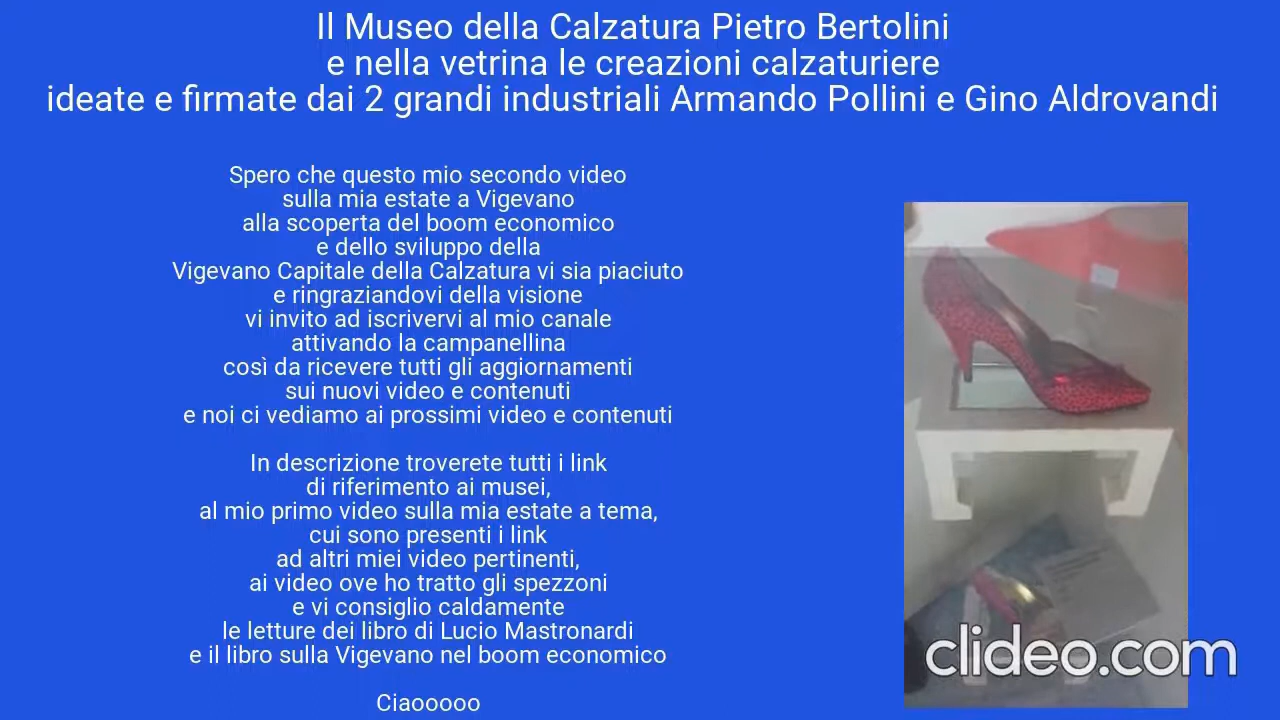 Il Museo della Calzatura Pietro Bertolini
e nella vetrina le creazioni calzaturiere
ideate e firmate dai 2 grandi industriali Armando Pollini e Gino Aldrovandi
Spero che questo mio secondo video
sulla mia estate a Vigevano
alla scoperta del boom economico
e dello sviluppo della
Vigevano Capitale della Calzatura vi sia piaciuto
e ringraziandovi della visione
vi invito ad iscrivervi al mio canale
attivando la campanellina
così da ricevere tutti gli aggiornamenti
sui nuovi video e contenuti
e noi ci vediamo ai prossimi video e contenuti
In descrizione troverete tutti i link
di riferimento ai musei,
al mio primo video sulla mia estate a tema,
cui sono presenti i link
ad altri miei video pertinenti,
ai video ove ho tratto gli spezzoni
e vi consiglio caldamente
le letture dei libro di Lucio Mastronardi
e il libro sulla Vigevano nel boom economico
Ciaooooo
clideo.com